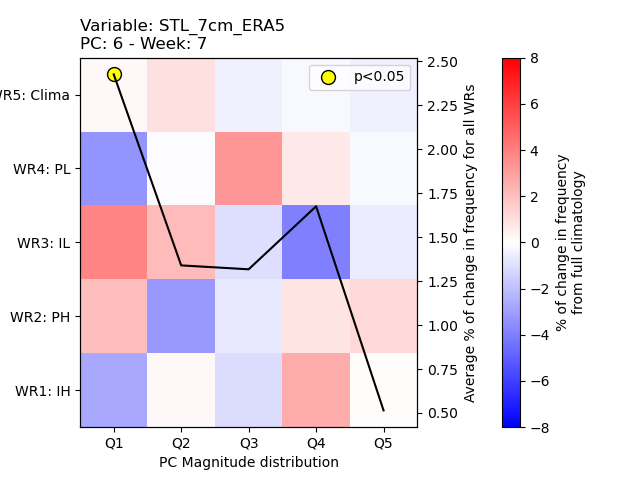 Variable: STL_7cm_ERA5
PC: 6 - Week: 7
p<0.05
WR5: Clima
WR4: PL
WR3: IL
WR2: PH
WR1: IH
Q1 Q2 Q3 Q4 Q5
PC Magnitude distribution
2.50
2.25
2.00
1.75
1.50
1.25
1.00
0.75
0.50
Average % of change in frequency for all WRs
8
6
4
2
0
−2
−4
−6
−8
% of change in frequency
from full climatology